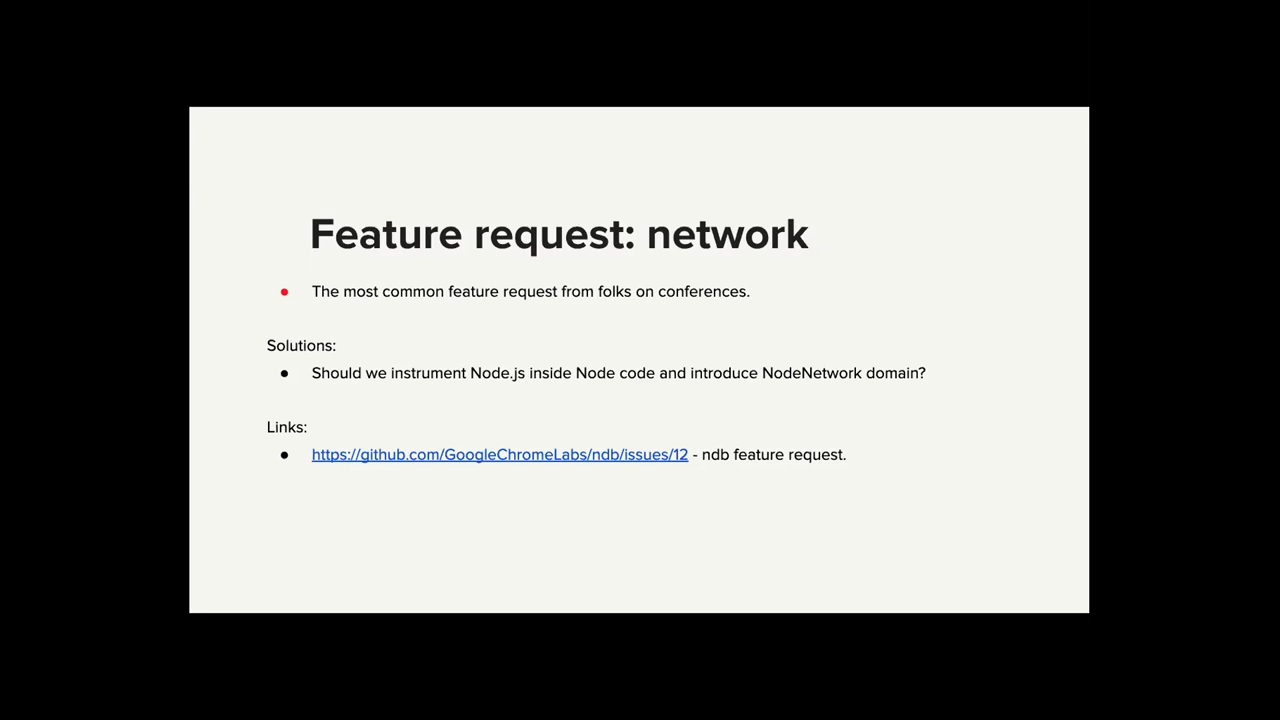 Feature request: network
● The most common feature request from folks on conferences.
Solutions:
● Should we instrument Node.js inside Node code and introduce NodeNetwork domain?
Links:
● https://github.com/GoogleChromeLabs/ndb/issues/12 - ndb feature request.